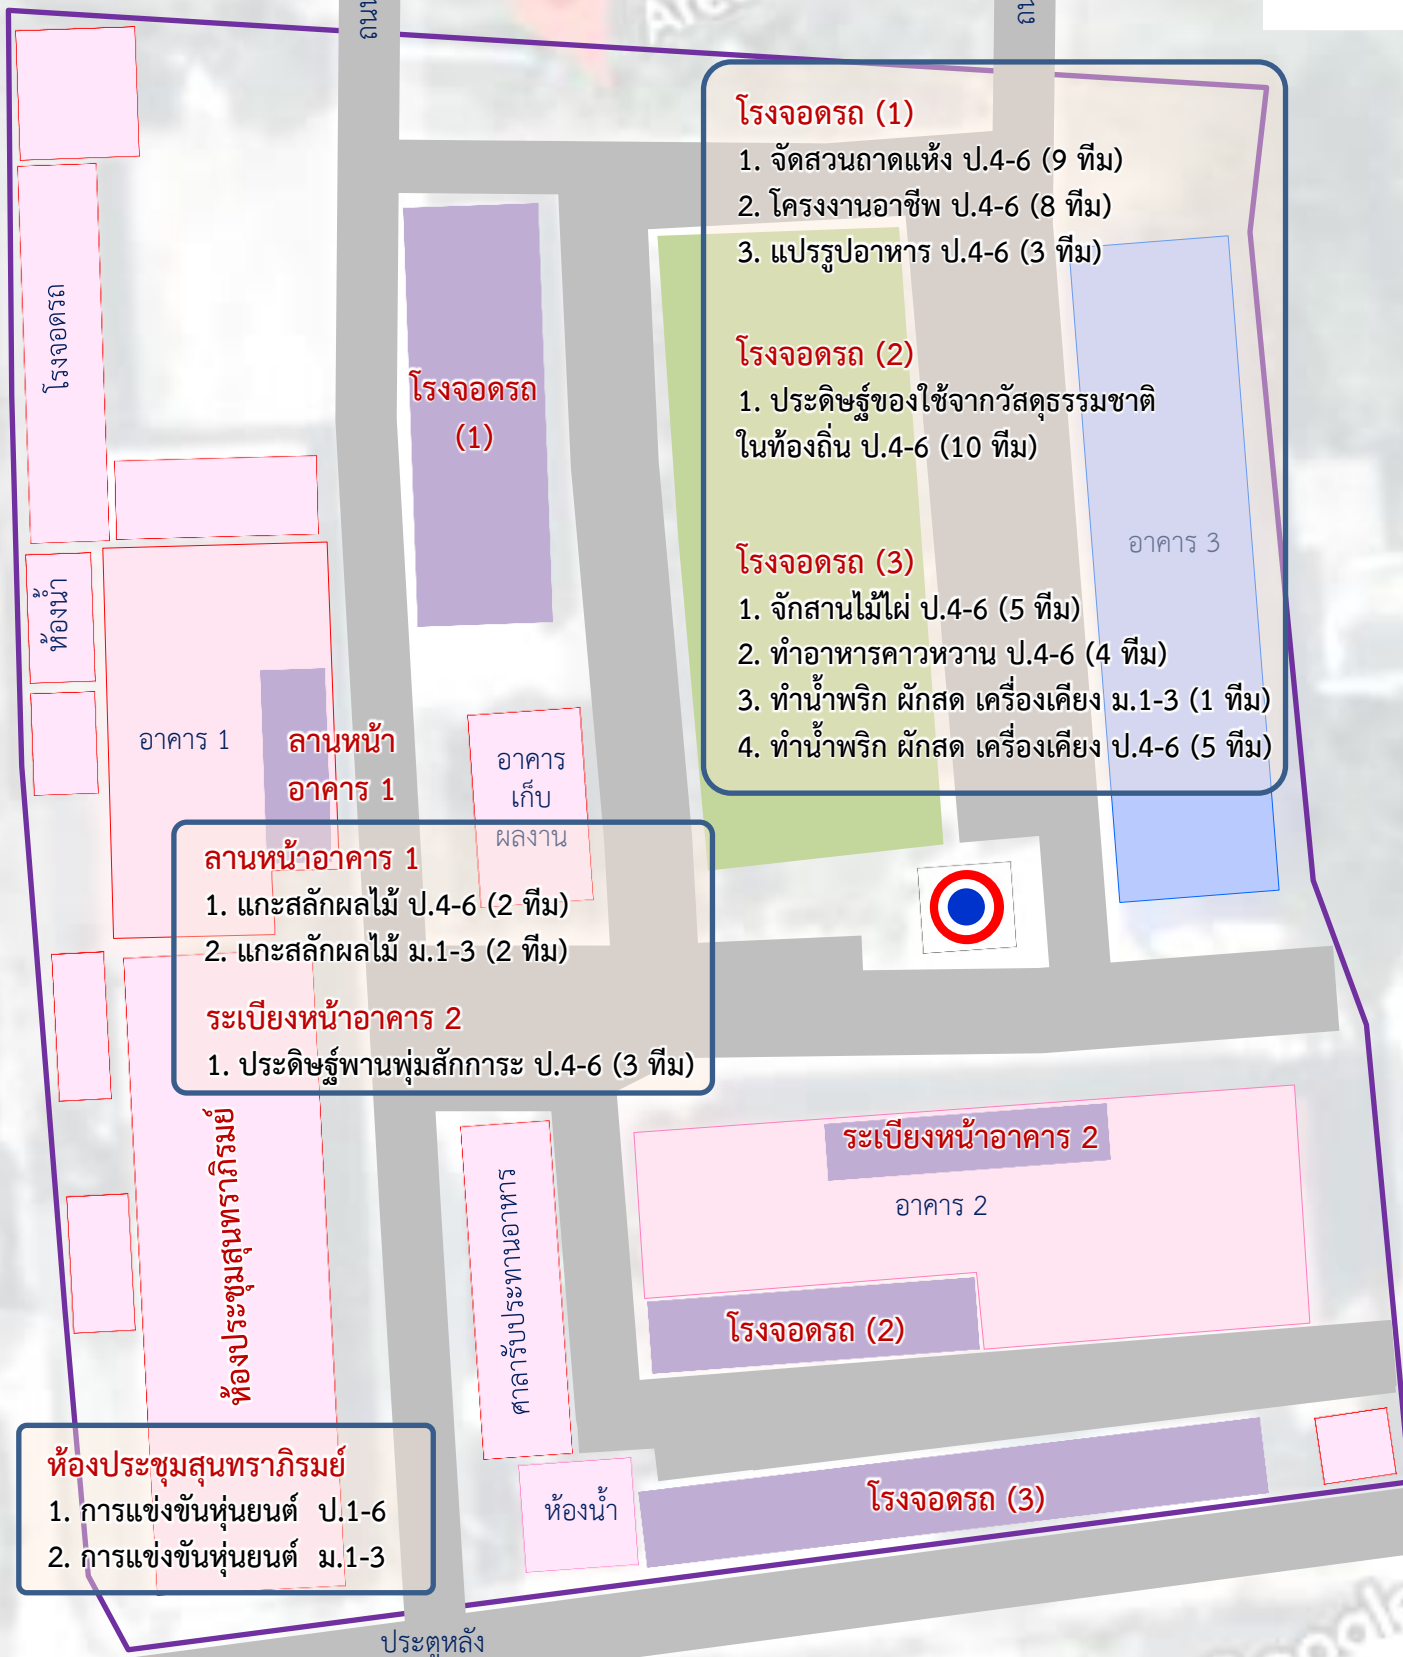 โรงจอดรถ (1)
1. จัดสวนถาดแห้ง ป.4-6 (9 ทีม)
2. โครงงานอาชีพ ป.4-6 (8 ทีม)
3. แปรรูปอาหาร ป.4-6 (3 ทีม)
โรงจอดรถ (2)
1. ประดิษฐ์ของใช้จากวัสดุธรรมชาติ
ในท้องถิ่น ป.4-6 (10 ทีม)
โรงจอดรถ (3)
1. จักสานไม้ไผ่ ป.4-6 (5 ทีม)
2. ทำอาหารคาวหวาน ป.4-6 (4 ทีม)
3. ทำน้ำพริก ผักสด เครื่องเคียง ม.1-3 (1 ทีม)
4. ทำน้ำพริก ผักสด เครื่องเคียง ป.4-6 (5 ทีม)
โรงจอดรถ
โรงจอดรถ
(1)
อาคาร 3
ห้องน้ำ
อาคาร 1
ลานหน้า
อาคาร 1
อาคาร
เก็บ
ผลงาน
ลานหน้าอาคาร 1
1. แกะสลักผลไม้ ป.4-6 (2 ทีม)
2. แกะสลักผลไม้ ม.1-3 (2 ทีม)
ระเบียงหน้าอาคาร 2
1. ประดิษฐ์พานพุ่มสักการะ ป.4-6 (3 ทีม)
ห้องประชุมสุนทราภิรมย์
ศาลารับประทานอาหาร
ระเบียงหน้าอาคาร 2
อาคาร 2
โรงจอดรถ (2)
โรงจอดรถ (3)
ห้องน้ำ
ห้องประชุมสุนทราภิรมย์
1. การแข่งขันหุ่นยนต์ ป.1-6
2. การแข่งขันหุ่นยนต์ ม.1-3
ประตูหลัง